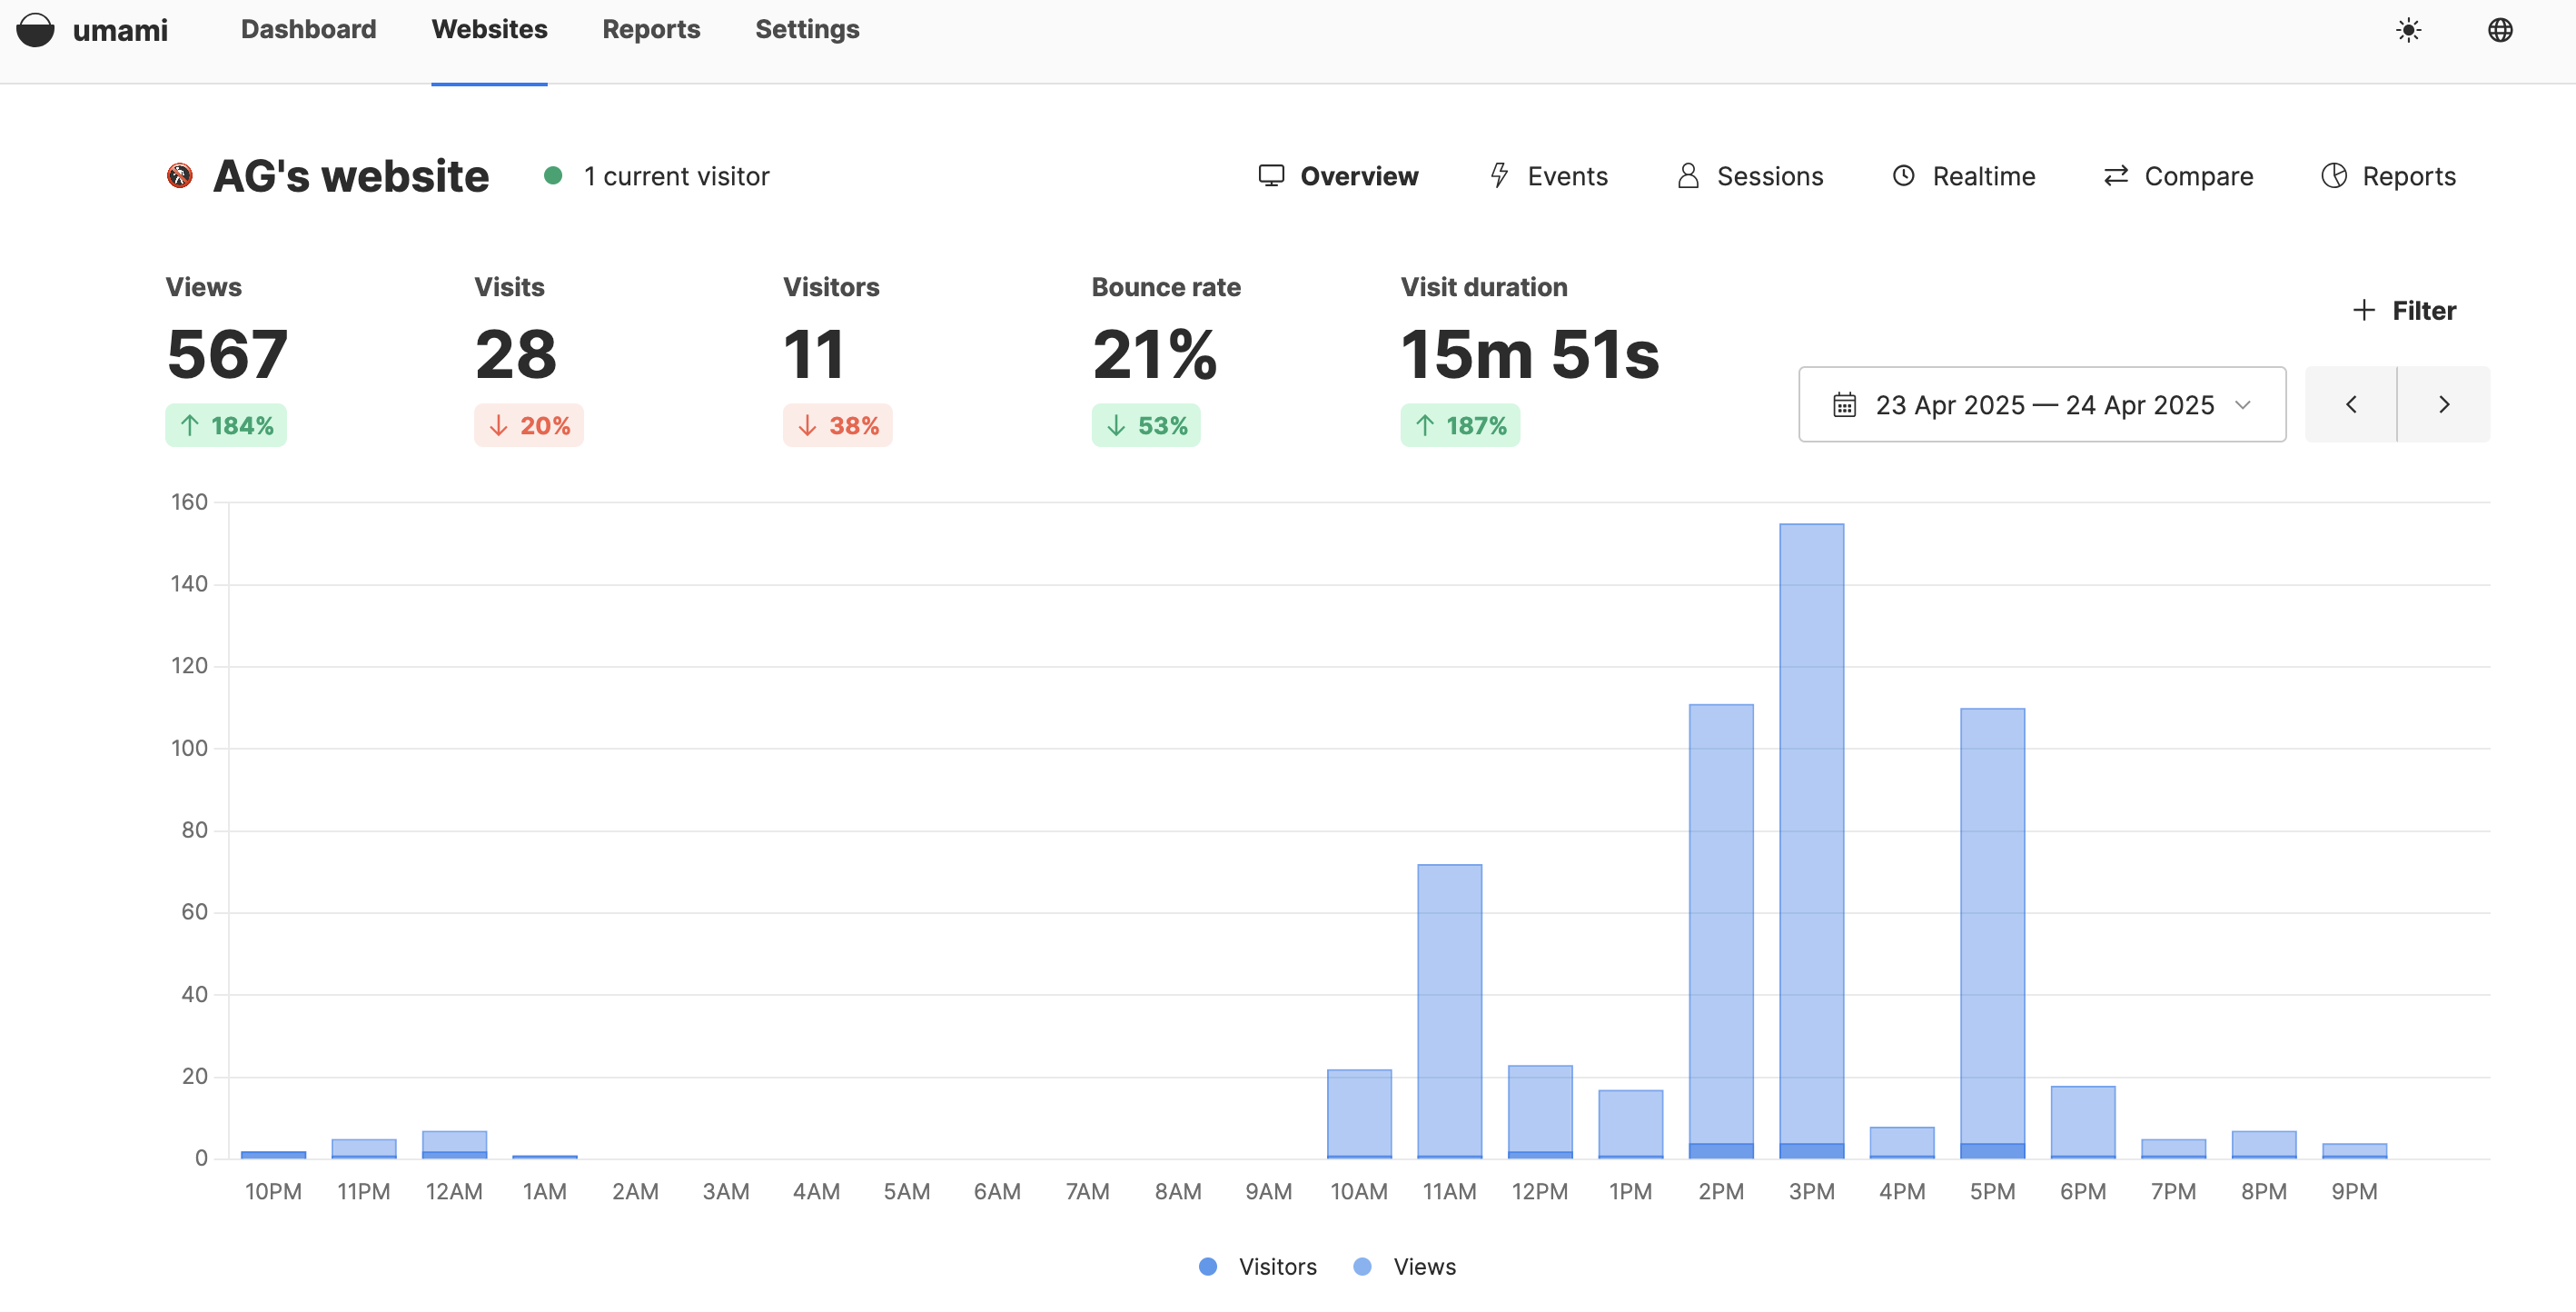 umami Dashboard Websites Reports Settings
AG's website 1 current visitor Overview Events Sessions Realtime Compare Reports
Views Visits Visitors Bounce rate Visit duration
567 28 11 21% 15m 51s
184% 20% 38% 53% 187%
Filter
23 Apr 2025 — 24 Apr 2025
160
140
120
100
80
60
40
20
0
10PM 11PM 12AM 1AM 2AM 3AM 4AM 5AM 6AM 7AM 8AM 9AM 10AM 11AM 12PM 1PM 2PM 3PM 4PM 5PM 6PM 7PM 8PM 9PM
Visitors Views